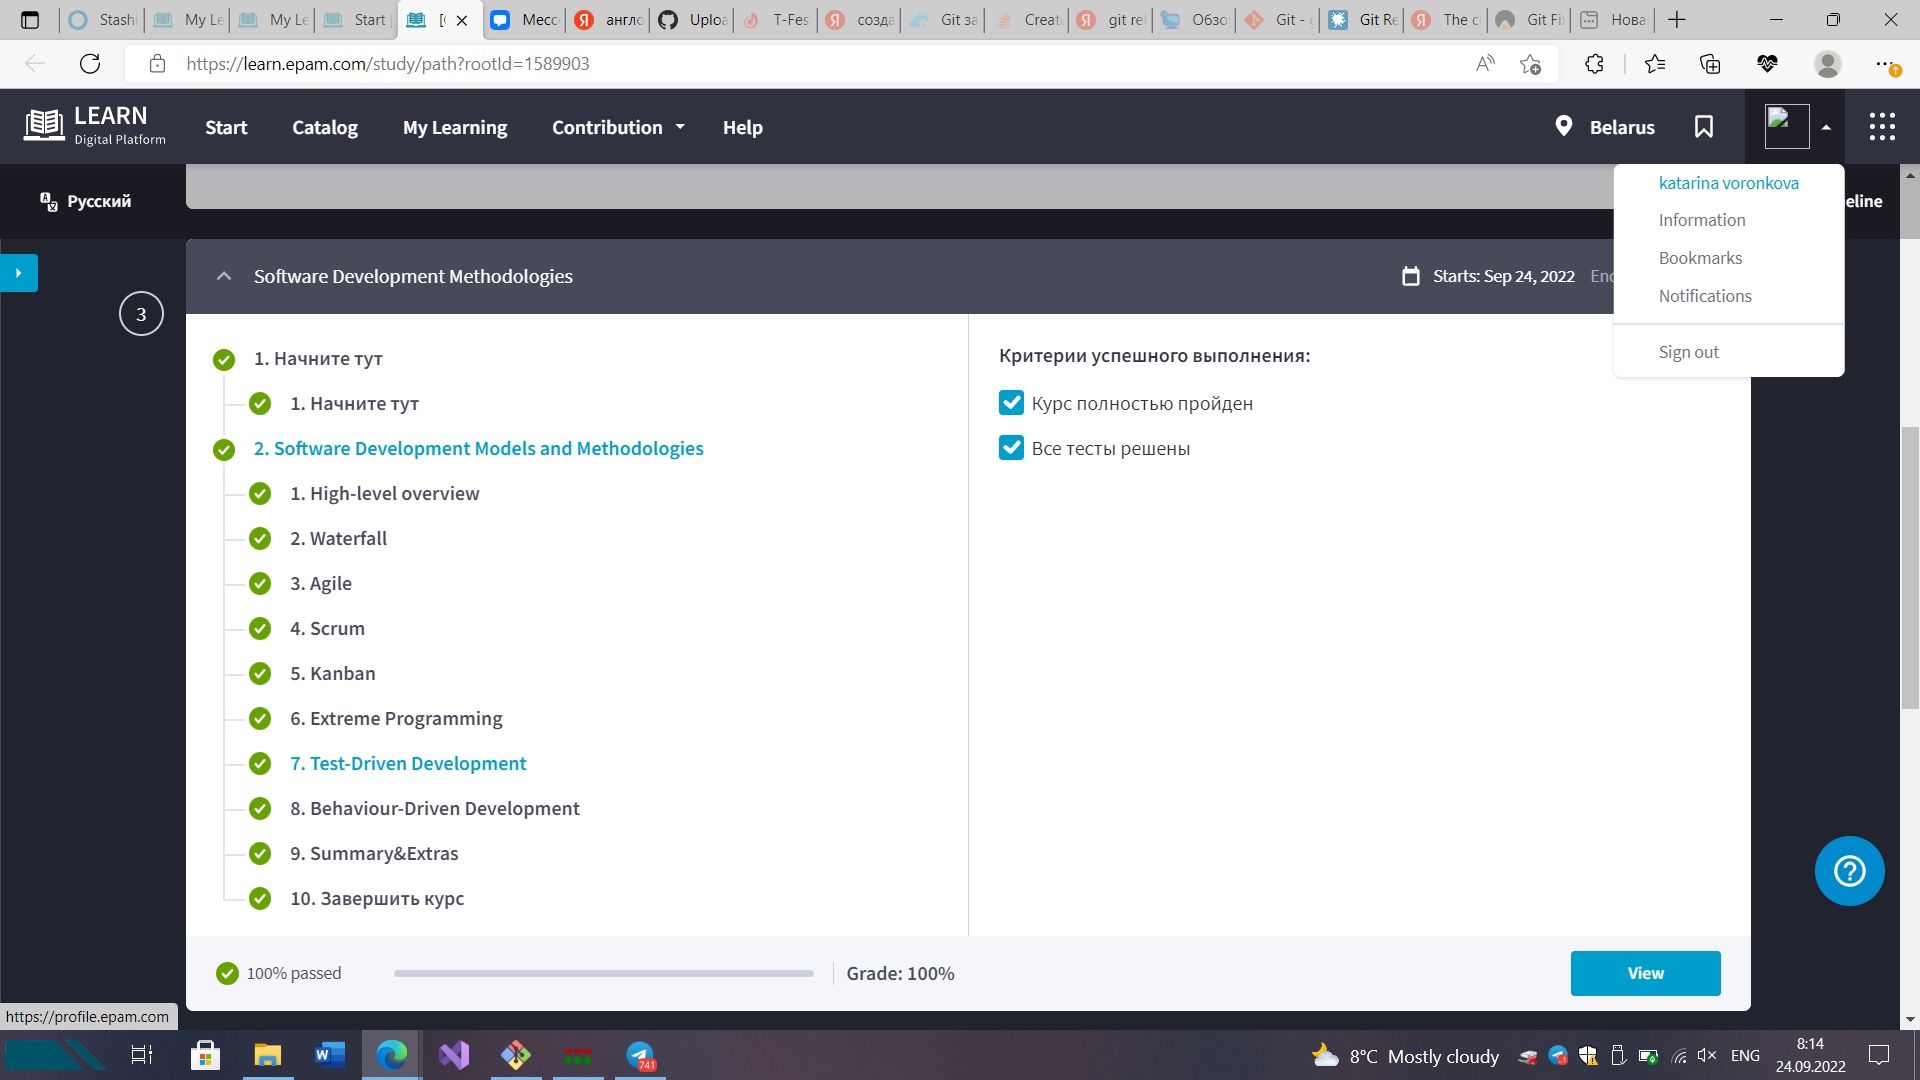 Stashi
My Le
My Le
Start
[
Мессе
англо
Uploa
T-Fes
созда
Git за
Creat
git rel
Обзо
Git -
Git Re
The c
Git Fi
Нова
https://learn.epam.com/study/path?rootId=1589903
LEARN
Digital Platform
Start
Catalog
My Learning
Contribution
Help
Belarus
Русский
katarina voronkova
eline
Information
Bookmarks
Notifications
Sign out
3
Software Development Methodologies
Starts: Sep 24, 2022
1. Начните тут
1. Начните тут
2. Software Development Models and Methodologies
1. High-level overview
2. Waterfall
3. Agile
4. Scrum
5. Kanban
6. Extreme Programming
7. Test-Driven Development
8. Behaviour-Driven Development
9. Summary&Extras
10. Завершить курс
Критерии успешного выполнения:
Курс полностью пройден
Все тесты решены
100% passed
Grade: 100%
View
https://profile.epam.com
741
8°C Mostly cloudy
ENG
8:14
24.09.2022